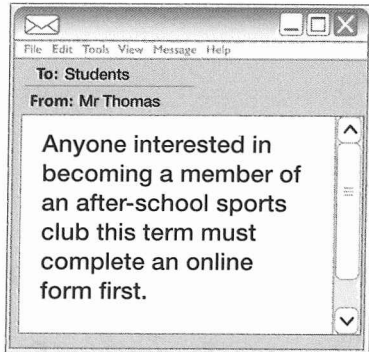 File Edit Tools View Message Help
To: Students
From: Mr Thomas
Anyone interested in
becoming a member of
an after-school sports
club this term must
complete an online
form first.